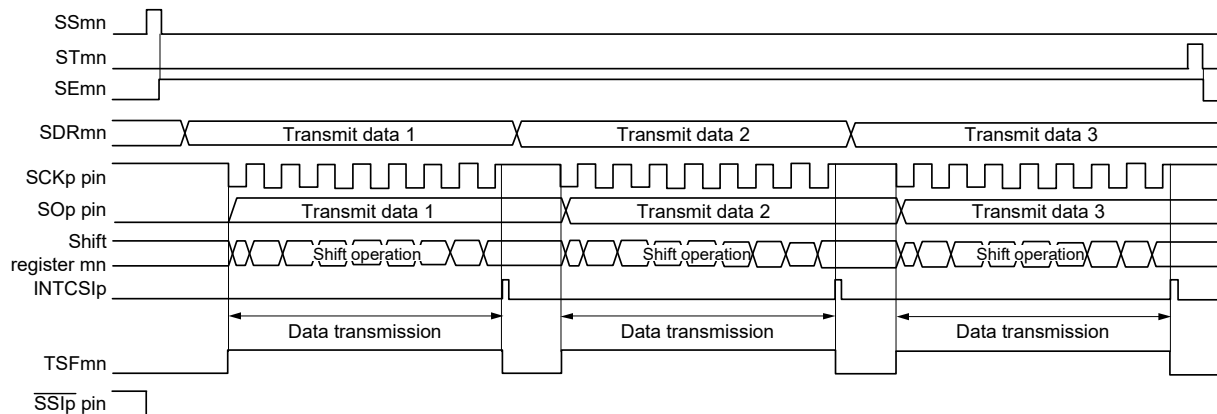 SSmn
STmn
SEmn
SDRmn Transmit data 1 Transmit data 2 Transmit data 3
SCKp pin
SOp pin Transmit data 1 Transmit data 2 Transmit data 3
Shift
register mn Shift operation Shift operation Shift operation
INTCSIp
Data transmission Data transmission Data transmission
TSFmn
SSIp pin